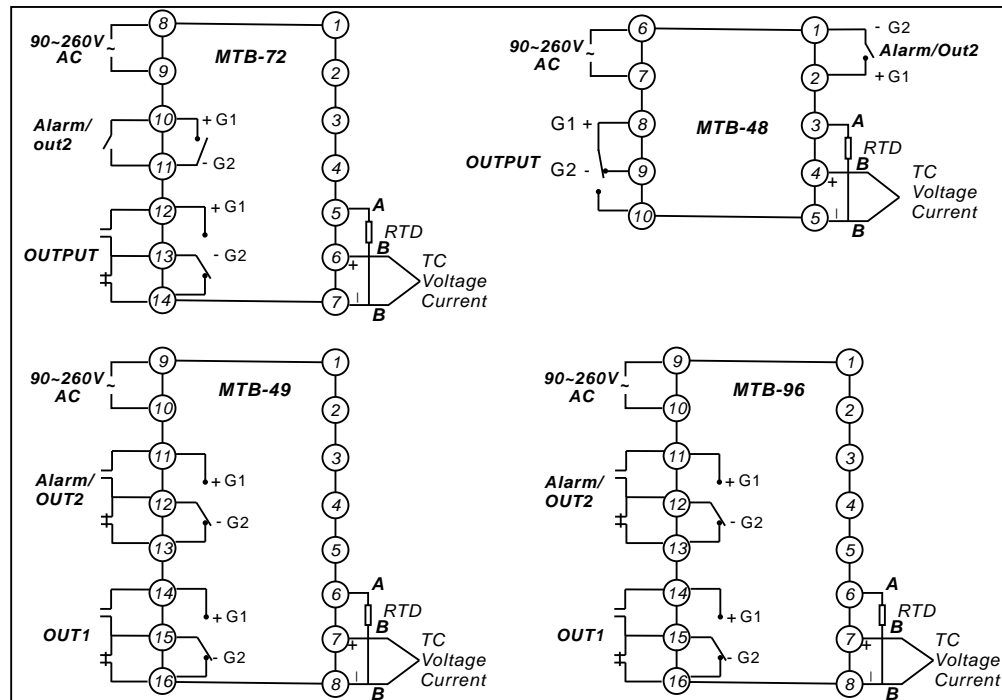 MTB-72
90~260V
AC
~
8
9
Alarm/
out2
10
11
+ G1
- G2
OUTPUT
12
13
14
+ G1
- G2
1
2
3
4
5
6
7
A
RTD
B
+
TC
Voltage
Current
–
B
MTB-48
90~260V
AC
~
6
7
OUTPUT
G1 +
G2 -
8
9
10
1
2
3
4
5
- G2
Alarm/Out2
+ G1
A
RTD
B
+
TC
Voltage
Current
–
B
MTB-49
90~260V
AC
~
9
10
Alarm/
OUT2
11
12
13
+ G1
- G2
OUT1
14
15
16
+ G1
- G2
1
2
3
4
5
6
7
8
A
RTD
B
+
TC
Voltage
Current
–
B
MTB-96
90~260V
AC
~
9
10
Alarm/
OUT2
11
12
13
+ G1
- G2
OUT1
14
15
16
+ G1
- G2
1
2
3
4
5
6
7
8
A
RTD
B
+
TC
Voltage
Current
–
B